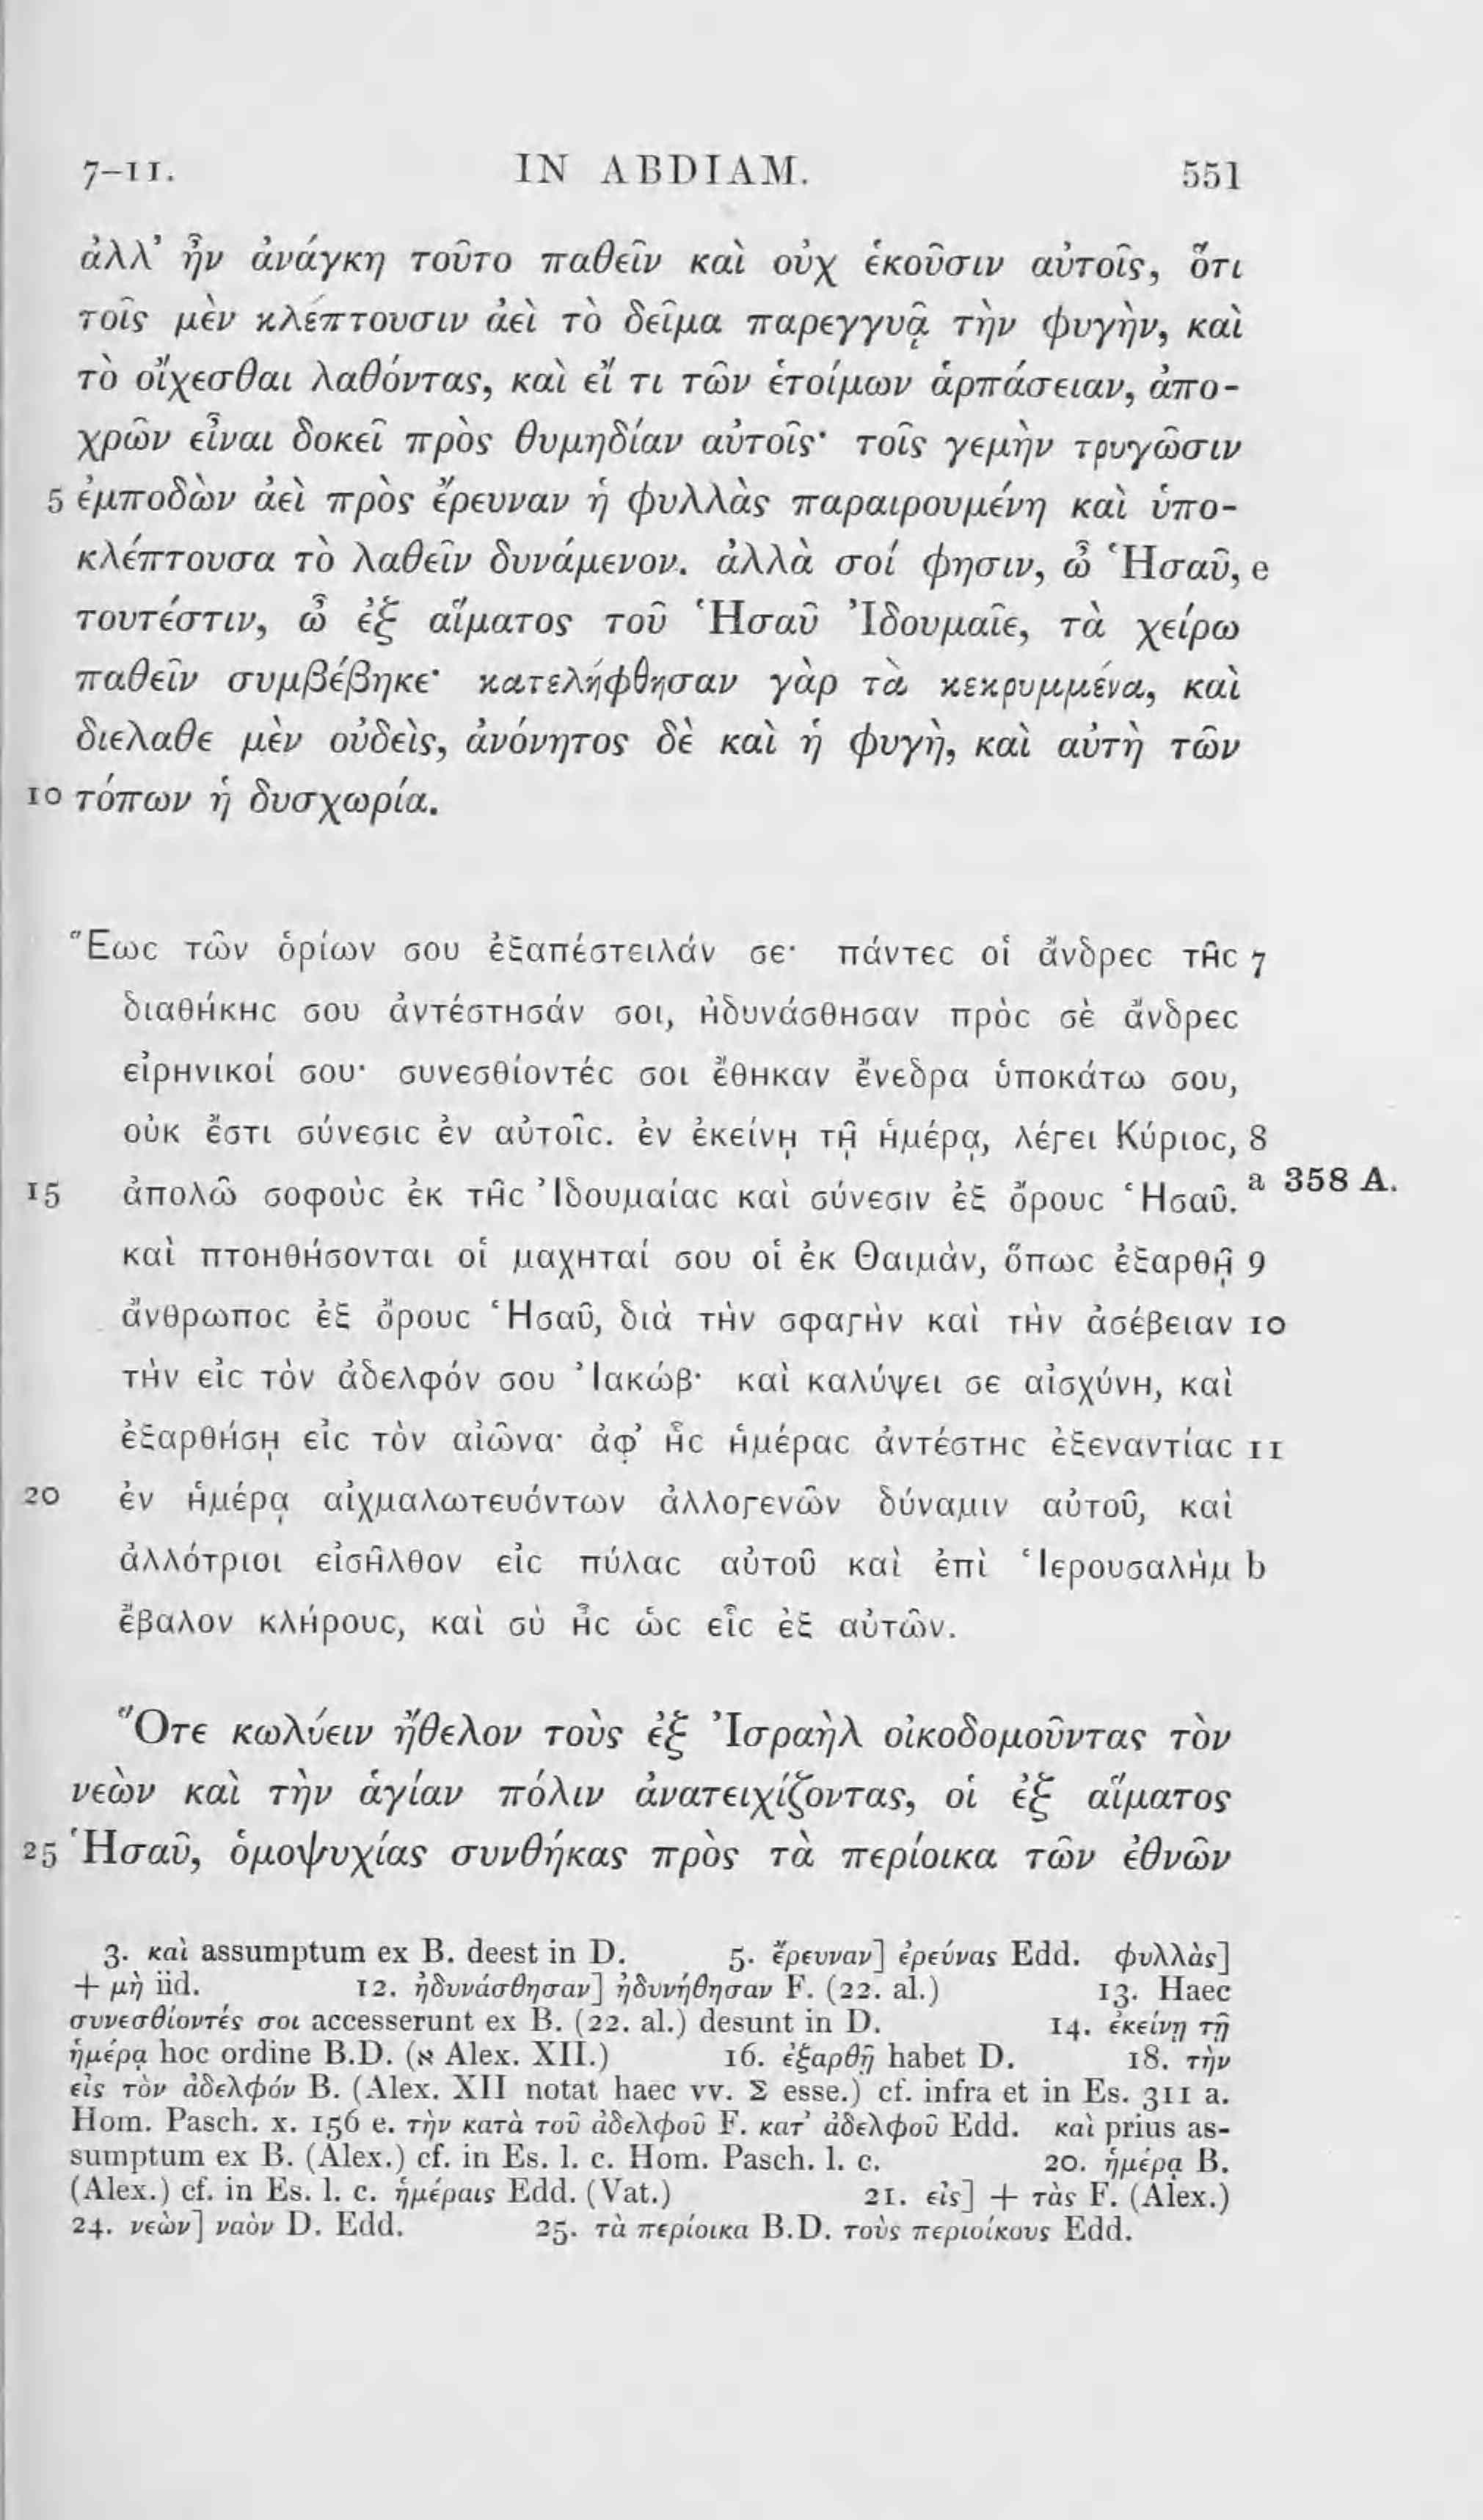 7–11. IN ABDIAM. 551
ἀλλ’ ἦν ἀνάγκη τοῦτο παθεῖν καὶ οὐχ ἑκοῦσιν αὐτοῖς, ὅτι
τοῖς μὲν κλέπτουσιν ἀεὶ τὸ δεῖμα παρεγγυᾷ τὴν φυγὴν, καὶ
τὸ οἴχεσθαι λαθόντας, καὶ εἴ τι τῶν ἑτοίμων ἁρπάσειαν, ἀπο-
χρῶν εἶναι δοκεῖ πρὸς θυμηδίαν αὐτοῖς· τοῖς γεμὴν τρυγῶσιν
5 ἐμποδὼν ἀεὶ πρὸς ἔρευναν ἡ φυλλὰς παραιρουμένη καὶ ὑπο-
κλέπτουσα τὸ λαθεῖν δυνάμενον. ἀλλὰ σοί φησιν, ὦ Ἡσαῦ, e
τουτέστιν, ὦ ἐξ αἵματος τοῦ Ἡσαῦ Ἰδουμαῖε, τὰ χείρω
παθεῖν συμβέβηκε· κατελήφθησαν γὰρ τὰ κεκρυμμένα, καὶ
διελαθε μὲν οὐδεὶς, ἀνόνητος δὲ καὶ ἡ φυγὴ, καὶ αὐτὴ τῶν
10 τόπων ἡ δυσχωρία.
Ἕως τῶν ὁρίων σου ἐξαπέστειλάν σε· πάντες οἱ ἄνδρες τῆς 7
διαθήκης σου ἀντέστησάν σοι, ἠδυνάσθησαν πρὸς σὲ ἄνδρες
εἰρηνικοί σου· συνεσθίοντές σοι ἔθηκαν ἔνεδρα ὑποκάτω σου,
οὐκ ἔστι σύνεσις ἐν αὐτοῖς. ἐν ἐκείνῃ τῇ ἡμέρᾳ, λέγει Κύριος, 8
15 ἀπολῶ σοφοὺς ἐκ τῆς Ἰδουμαίας καὶ σύνεσιν ἐξ ὄρους Ἡσαῦ. a 358 A.
καὶ πτοηθήσονται οἱ μαχηταί σου οἱ ἐκ Θαιμὰν, ὅπως ἐξαρθῇ 9
ἄνθρωπος ἐξ ὄρους Ἡσαῦ, διὰ τὴν σφαγὴν καὶ τὴν ἀσέβειαν 10
τὴν εἰς τὸν ἀδελφόν σου Ἰακώβ· καὶ καλύψει σε αἰσχύνη, καὶ
ἐξαρθήσῃ εἰς τὸν αἰῶνα· ἀφ’ ἧς ἡμέρας ἀντέστης ἐξεναντίας 11
20 ἐν ἡμέρᾳ αἰχμαλωτευόντων ἀλλογενῶν δύναμιν αὐτοῦ, καὶ
ἀλλότριοι εἰσῆλθον εἰς πύλας αὐτοῦ καὶ ἐπὶ Ἱερουσαλὴμ b
ἔβαλον κλήρους, καὶ σὺ ἦς ὡς εἷς ἐξ αὐτῶν.
Ὅτε κωλύειν ἤθελον τοὺς ἐξ Ἰσραὴλ οἰκοδομοῦντας τὸν
νεὼν καὶ τὴν ἁγίαν πόλιν ἀνατειχίζοντας, οἱ ἐξ αἵματος
25 Ἡσαῦ, ὁμοψυχίας συνθήκας πρὸς τὰ περίοικα τῶν ἐθνῶν
3. καὶ assumptum ex B. deest in D. 5. ἔρευναν] ἐρεύνας Edd. φυλλὰς]
+ μὴ iid. 12. ἠδυνάσθησαν] ἠδυνήθησαν F. (22. al.) 13. Haec
συνεσθίοντές σοι accesserunt ex B. (22. al.) desunt in D. 14. ἐκείνῃ τῇ
ἡμέρᾳ hoc ordine B.D. (א Alex. XII.) 16. ἐξαρθῇ habet D. 18. τὴν
εἰς τὸν ἀδελφόν B. (Alex. XII notat haec vv. Σ esse.) cf. infra et in Es. 311 a.
Hom. Pasch. x. 156 e. τὴν κατὰ τοῦ ἀδελφοῦ F. κατ’ ἀδελφοῦ Edd. καὶ prius as-
sumptum ex B. (Alex.) cf. in Es. l. c. Hom. Pasch. l. c. 20. ἡμέρᾳ B.
(Alex.) cf. in Es. l. c. ἡμέραις Edd. (Vat.) 21. εἰς] + τὰς F. (Alex.)
24. νεὼν] ναὸν D. Edd. 25. τὰ περίοικα B.D. τοὺς περιοίκους Edd.